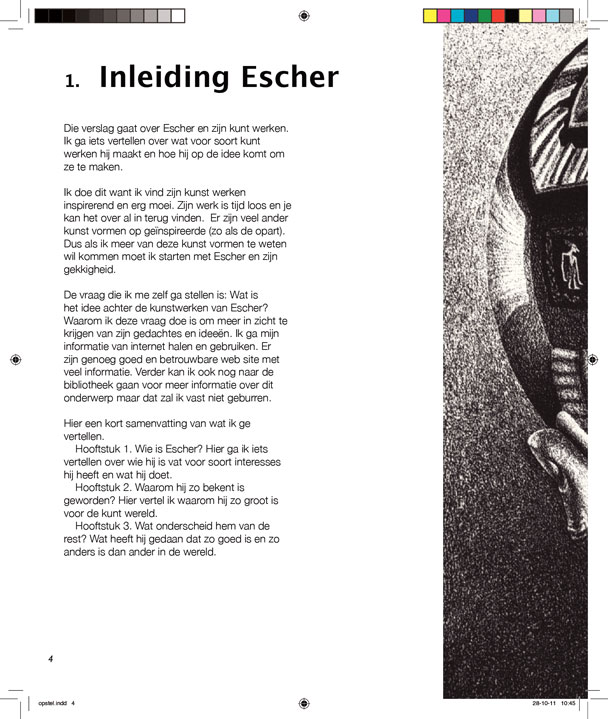 1. Inleiding Escher
Die verslag gaat over Escher en zijn kunt werken.
Ik ga iets vertellen over wat voor soort kunt
werken hij maakt en hoe hij op de idee komt om
ze te maken.
Ik doe dit want ik vind zijn kunst werken
inspirerend en erg moei. Zijn werk is tijd loos en je
kan het over al in terug vinden.  Er zijn veel ander
kunst vormen op geïnspireerde (zo als de opart).
Dus als ik meer van deze kunst vormen te weten
wil kommen moet ik starten met Escher en zijn
gekkigheid.
De vraag die ik me zelf ga stellen is: Wat is
het idee achter de kunstwerken van Escher?
Waarom ik deze vraag doe is om meer in zicht te
krijgen van zijn gedachtes en ideeën. Ik ga mijn
informatie van internet halen en gebruiken. Er
zijn genoeg goed en betrouwbare web site met
veel informatie. Verder kan ik ook nog naar de
bibliotheek gaan voor meer informatie over dit
onderwerp maar dat zal ik vast niet geburren.
Hier een kort samenvatting van wat ik ge
vertellen.
Hooftstuk 1. Wie is Escher? Hier ga ik iets
vertellen over wie hij is vat voor soort interesses
hij heeft en wat hij doet.
Hooftstuk 2. Waarom hij zo bekent is
geworden? Hier vertel ik waarom hij zo groot is
voor de kunt wereld.
Hooftstuk 3. Wat onderscheid hem van de
rest? Wat heeft hij gedaan dat zo goed is en zo
anders is dan ander in de wereld.
4
opstel.indd   4
28-10-11   10:45